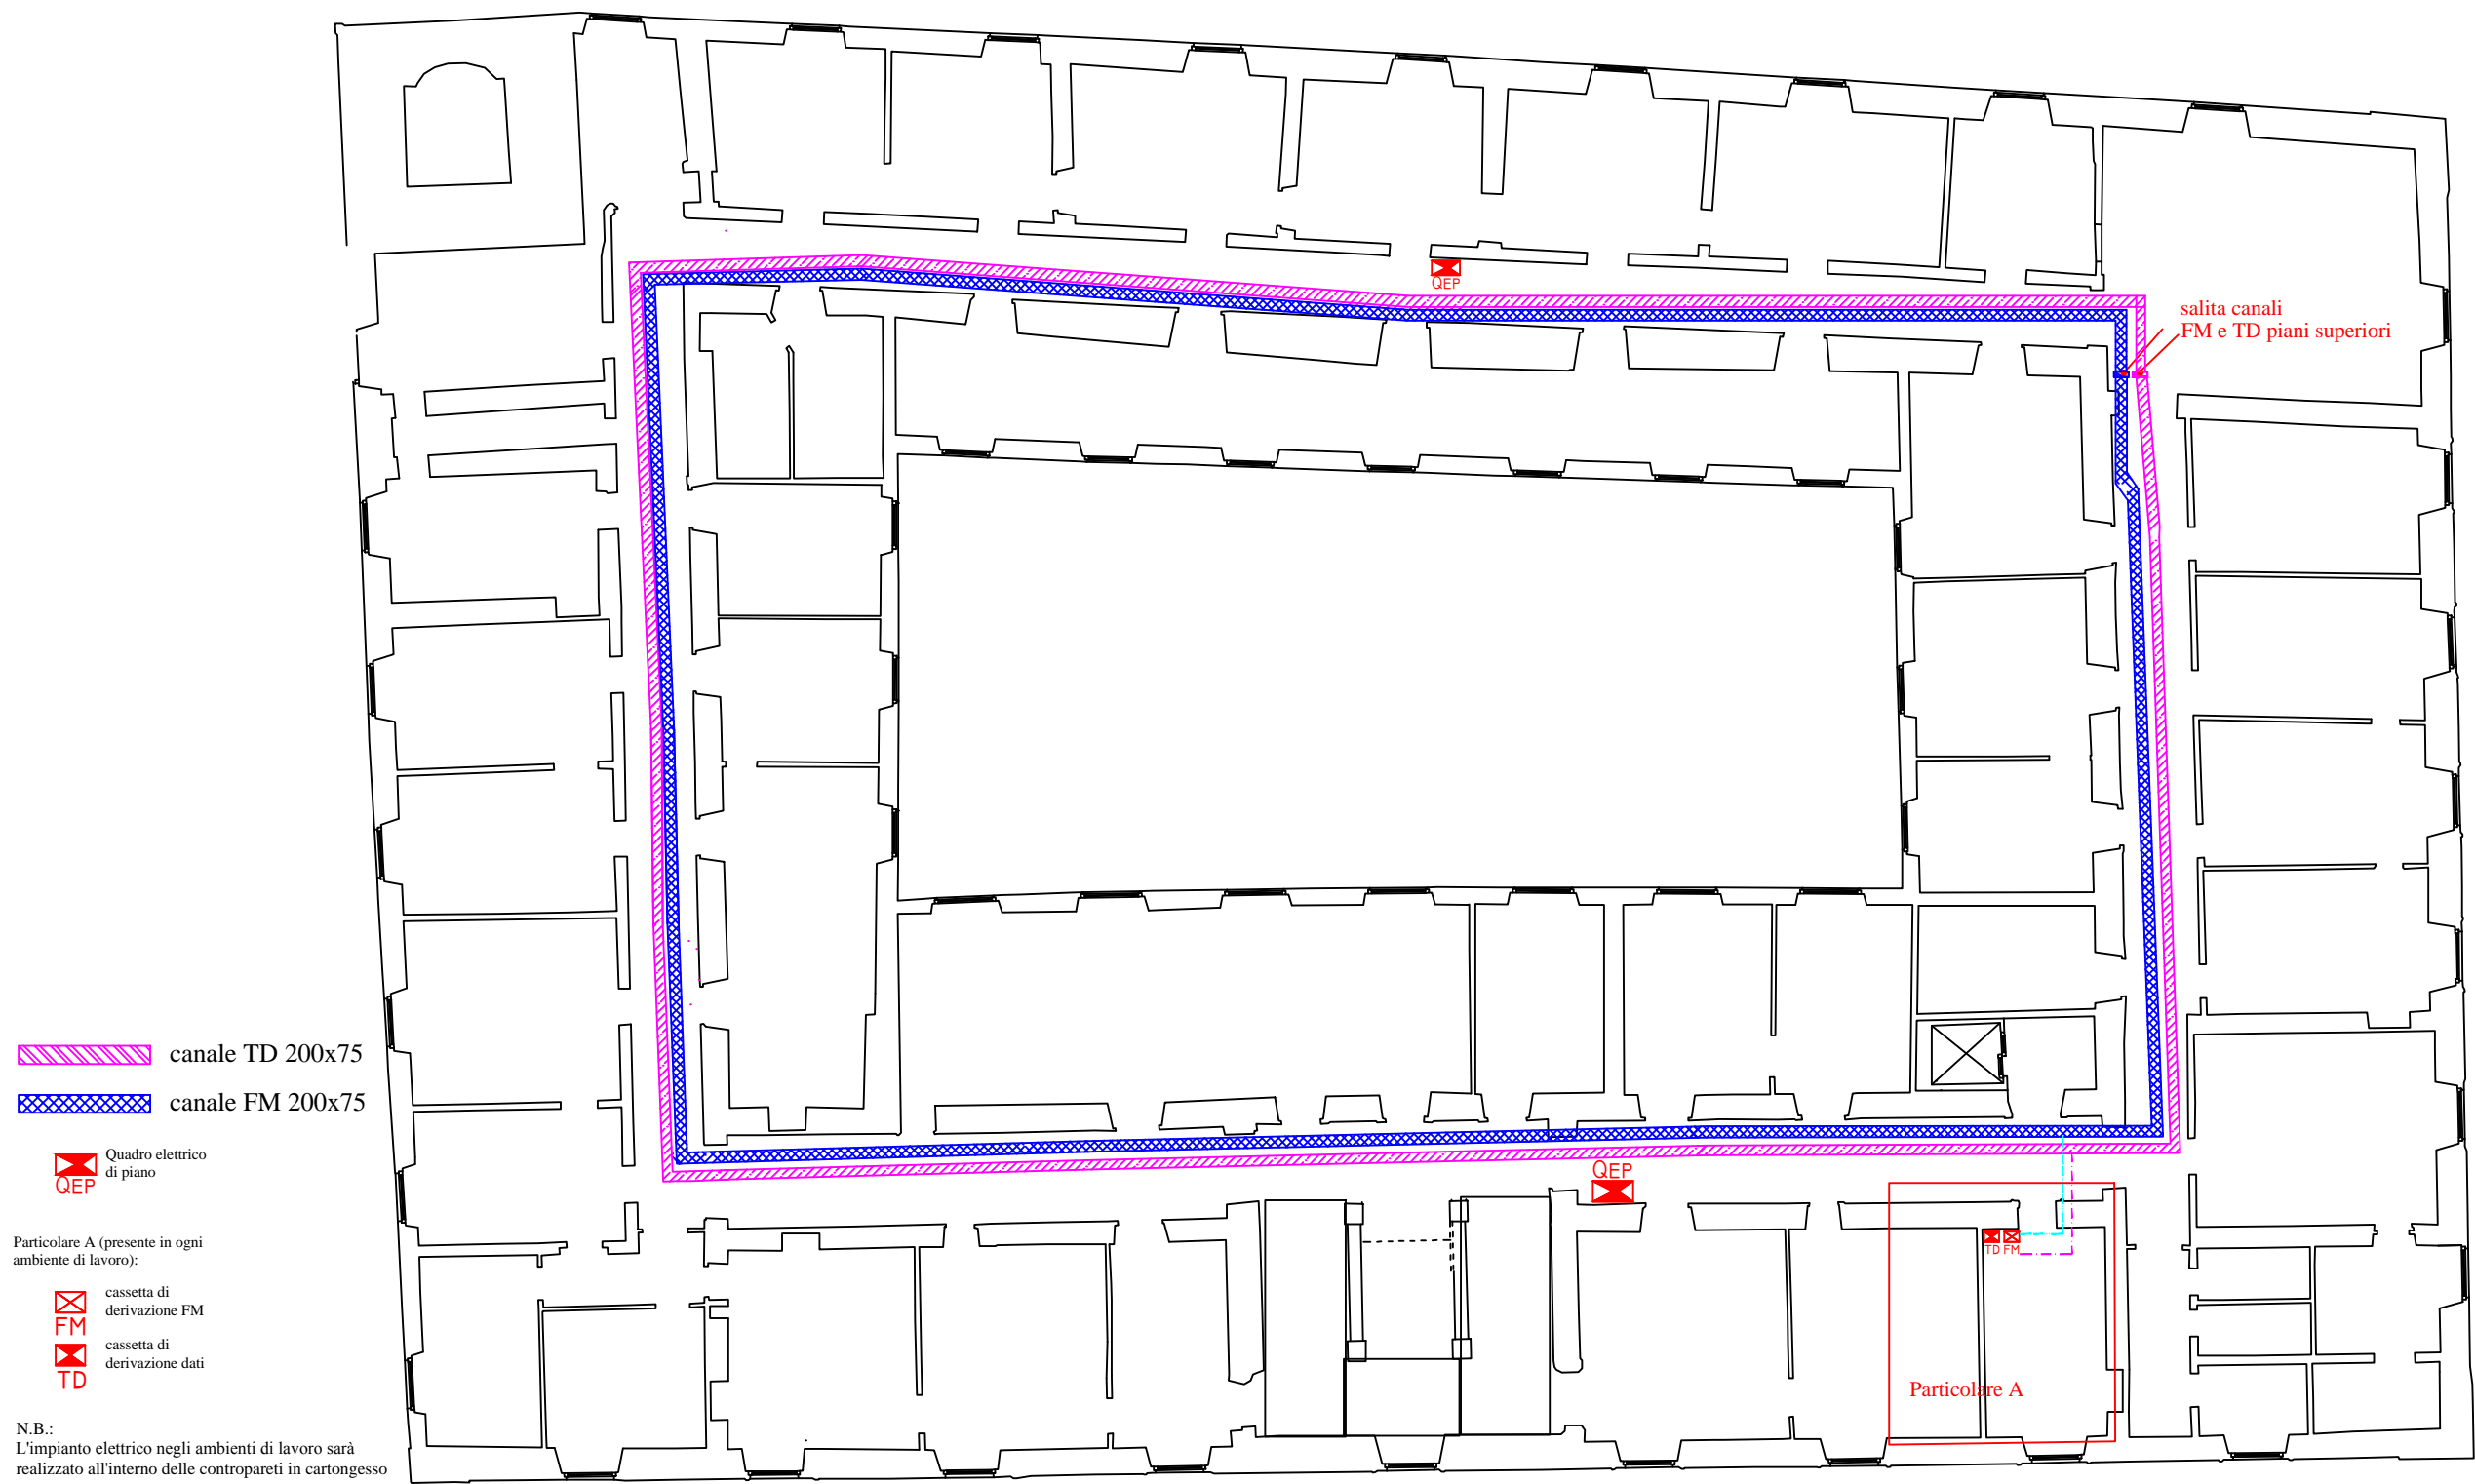 QEP
salita canali
FM e TD piani superiori
canale TD 200x75
canale FM 200x75
Quadro elettrico
di piano
QEP
QEP
Particolare A (presente in ogni
ambiente di lavoro):
TD FM
cassetta di
derivazione FM
FM
cassetta di
derivazione dati
TD
Particolare A
N.B.:
L'impianto elettrico negli ambienti di lavoro sarà
realizzato all'interno delle contropareti in cartongesso